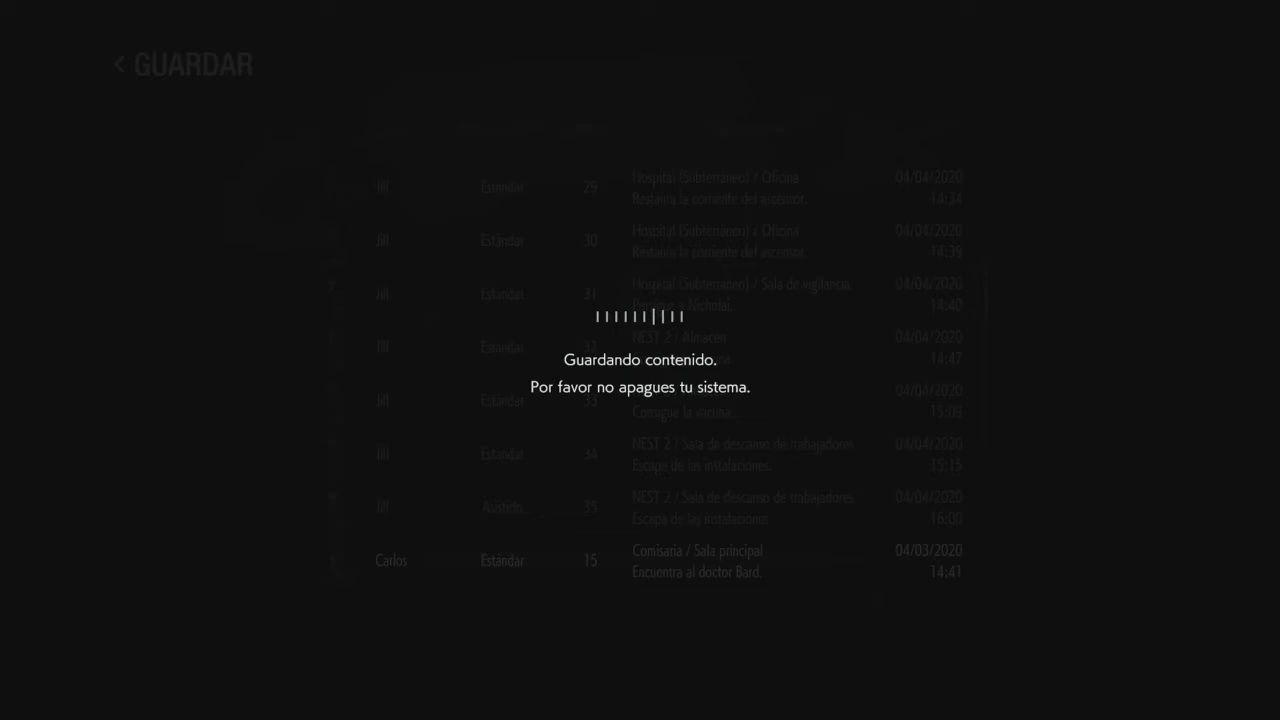 < GUARDAR
Jill Estándar 29 Hospital (Subterráneo) / Oficina 04/04/2020
Restaura la corriente del ascensor. 14:34
Jill Estándar 30 Hospital (Subterráneo) / Oficina 04/04/2020
Restaura la corriente del ascensor. 14:39
Jill Estándar 31 Hospital (Subterráneo) / Sala de vigilancia 04/04/2020
Persigue a Nicholai. 14:40
Jill Estándar NEST 2 / Almacén 04/04/2020
14:47
Guardando contenido.
Por favor no apagues tu sistema.
Jill Estándar 33 04/04/2020
Consigue la vacuna. 15:09
Jill Estándar 34 NEST 2 / Sala de descanso de trabajadores 04/04/2020
Escapa de las instalaciones. 15:15
Jill Asistido 35 NEST 2 / Sala de descanso de trabajadores 04/04/2020
Escapa de las instalaciones. 16:00
Carlos Estándar 15 Comisaría / Sala principal 04/03/2020
Encuentra al doctor Bard. 14:41